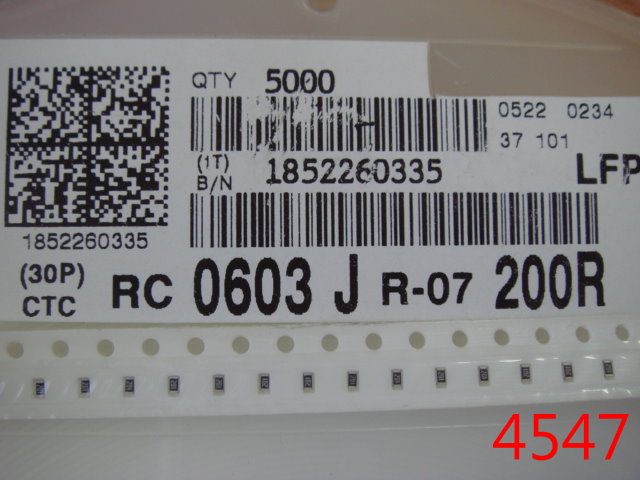 QTY 5000
0522 0234
37 101
(1T)
B/N 1852260335
LFP
1852260335
(30P)
CTC
RC 0603 J R-07 200R
4547